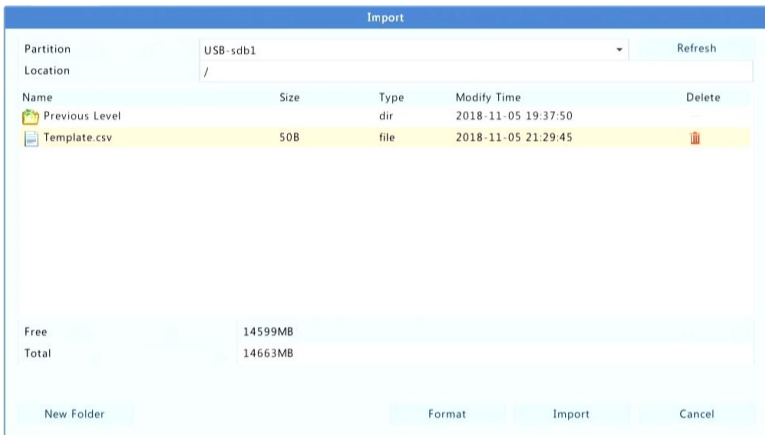 Import
Partition USB-sdb1 Refresh
Location /
Name Size Type Modify Time Delete
Previous Level dir 2018-11-05 19:37:50
Template.csv 50B file 2018-11-05 21:29:45
Free 14599MB
Total 14663MB
New Folder Format Import Cancel